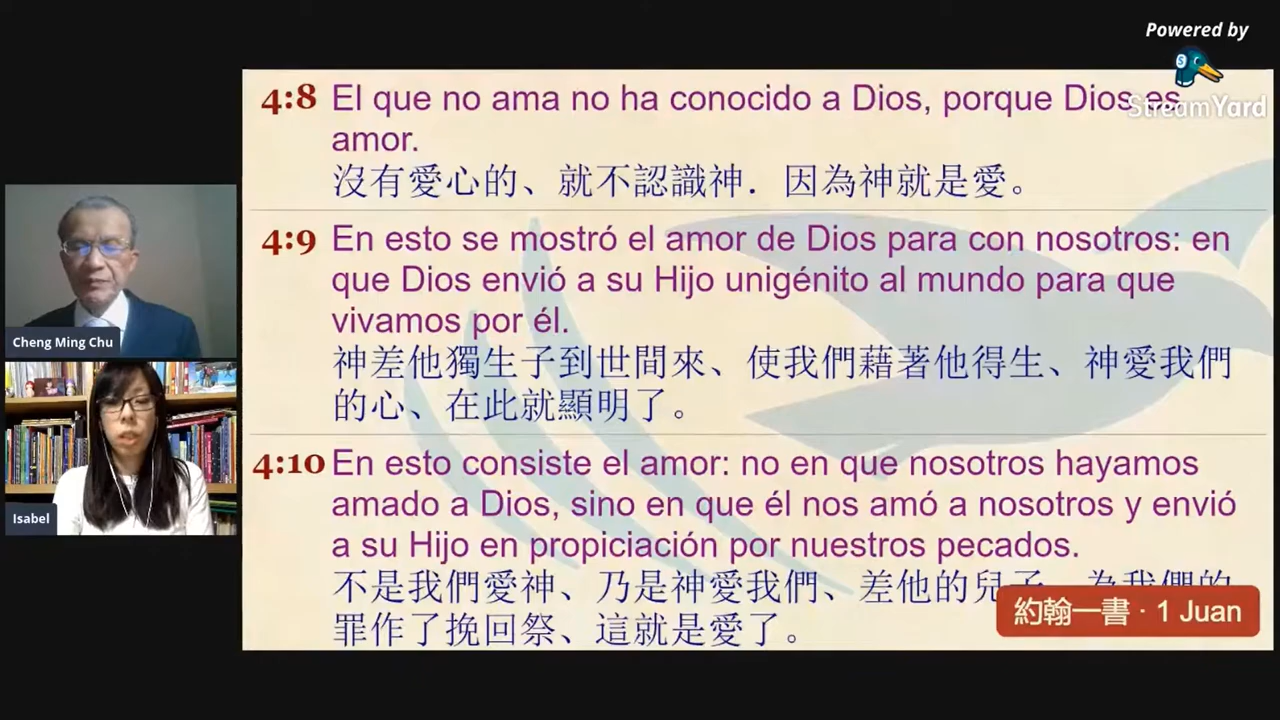 Powered by
StreamYard
4:8 El que no ama no ha conocido a Dios, porque Dios es
amor.
沒有愛心的、就不認識神．因為神就是愛。
4:9 En esto se mostró el amor de Dios para con nosotros: en
que Dios envió a su Hijo unigénito al mundo para que
vivamos por él.
神差他獨生子到世間來、使我們藉著他得生、神愛我們
的心、在此就顯明了。
4:10 En esto consiste el amor: no en que nosotros hayamos
amado a Dios, sino en que él nos amó a nosotros y envió
a su Hijo en propiciación por nuestros pecados.
不是我們愛神、乃是神愛我們、差他的兒子、為我們的
罪作了挽回祭、這就是愛了。
約翰一書 · 1 Juan
Cheng Ming Chu
Isabel